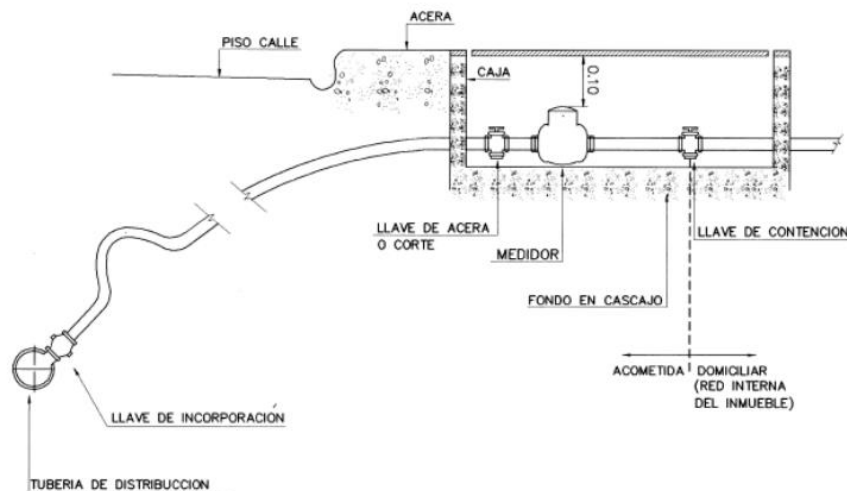 ACERA
PISO CALLE
CAJA
0.10
LLAVE DE ACERA
O CORTE
MEDIDOR
LLAVE DE CONTENCION
FONDO EN CASCAJO
ACOMETIDA
DOMICILIAR
(RED INTERNA
DEL INMUEBLE)
LLAVE DE INCORPORACIÓN
TUBERIA DE DISTRIBUCCION